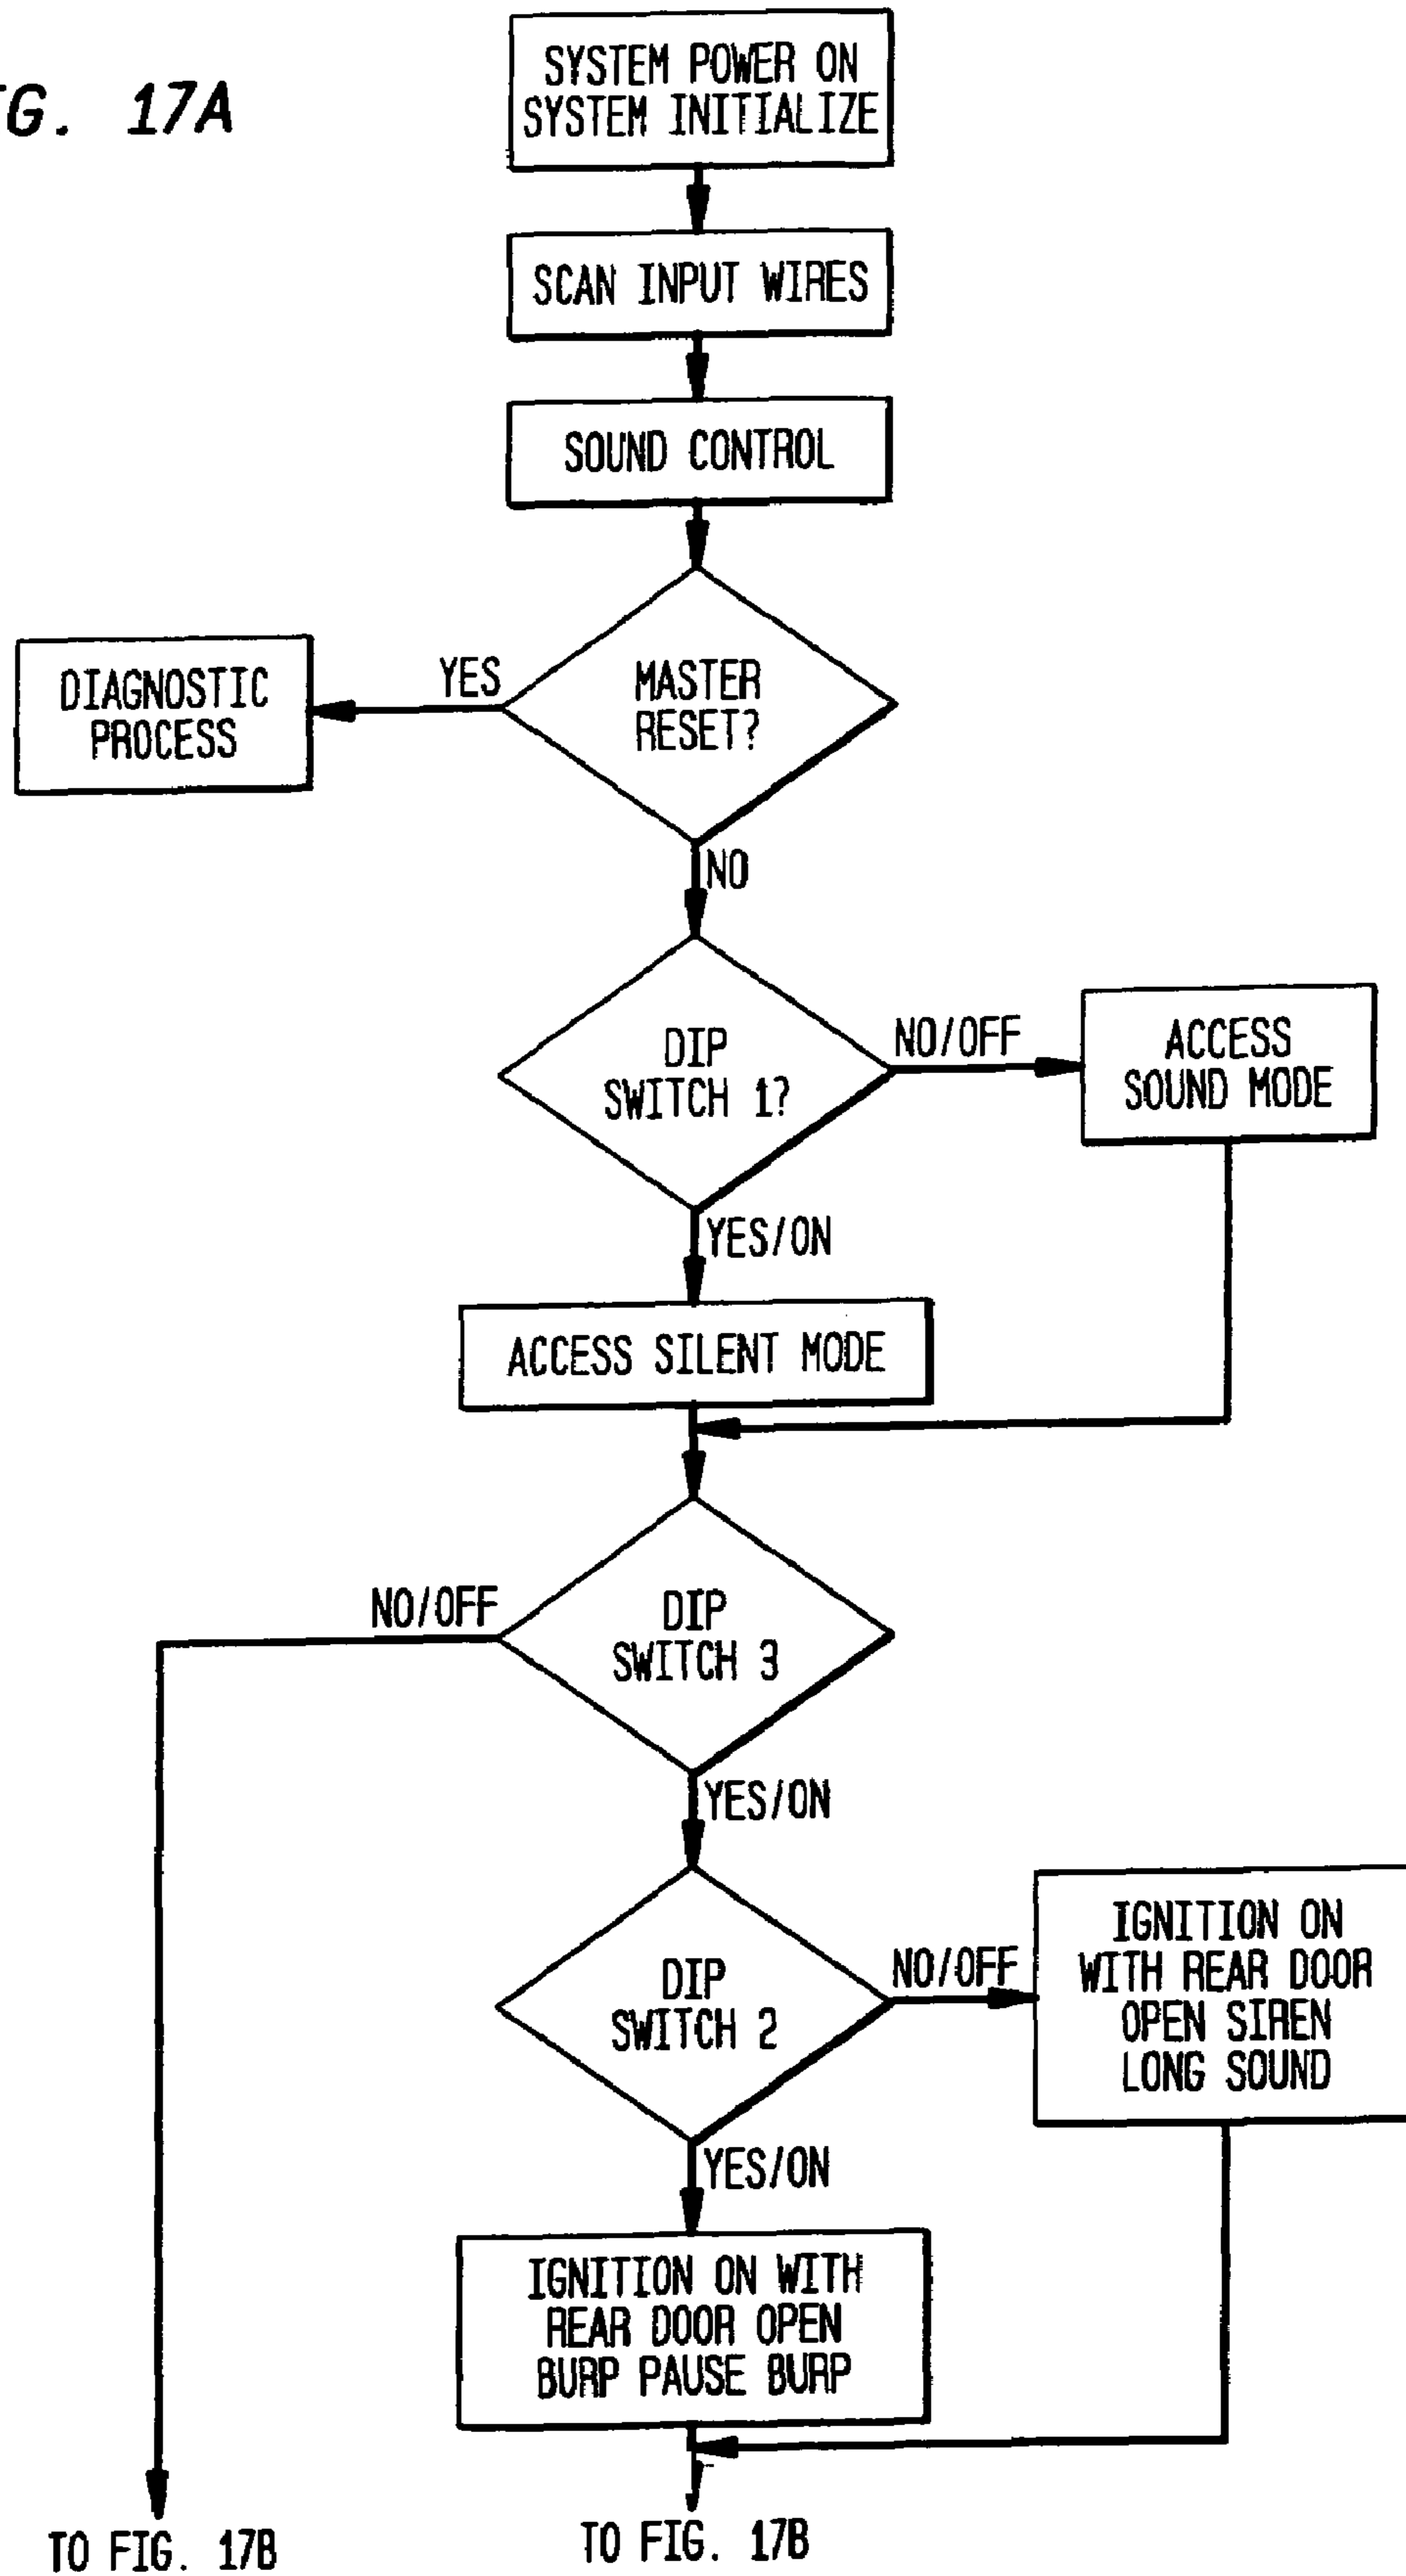 G. 17A
SYSTEM POWER ON
SYSTEM INITIALIZE
SCAN INPUT WIRES
SOUND CONTROL
MASTER
RESET?
YES
DIAGNOSTIC
PROCESS
NO
DIP
SWITCH 1?
NO/OFF
ACCESS
SOUND MODE
YES/ON
ACCESS SILENT MODE
DIP
SWITCH 3
NO/OFF
YES/ON
DIP
SWITCH 2
NO/OFF
IGNITION ON
WITH REAR DOOR
OPEN SIREN
LONG SOUND
YES/ON
IGNITION ON WITH
REAR DOOR OPEN
BURP PAUSE BURP
TO FIG. 17B
TO FIG. 17B